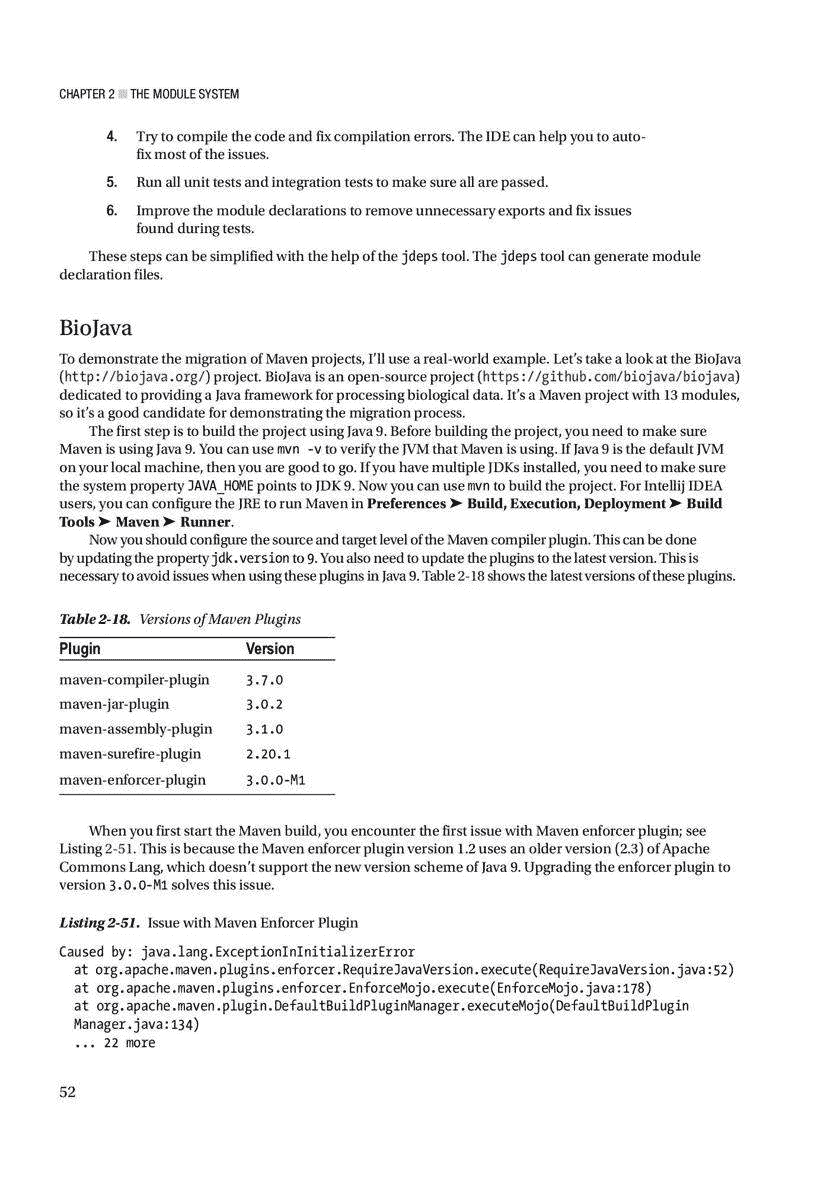 CHAPTER 2 ■ THE MODULE SYSTEM
4. Try to compile the code and fix compilation errors. The IDE can help you to auto-
fix most of the issues.
5. Run all unit tests and integration tests to make sure all are passed.
6. Improve the module declarations to remove unnecessary exports and fix issues
found during tests.
These steps can be simplified with the help of the jdeps tool. The jdeps tool can generate module
declaration files.
BioJava
To demonstrate the migration of Maven projects, I'll use a real-world example. Let's take a look at the BioJava
(http://biojava.org/) project. BioJava is an open-source project (https://github.com/biojava/biojava)
dedicated to providing a Java framework for processing biological data. It's a Maven project with 13 modules,
so it's a good candidate for demonstrating the migration process.
The first step is to build the project using Java 9. Before building the project, you need to make sure
Maven is using Java 9. You can use mvn -v to verify the JVM that Maven is using. If Java 9 is the default JVM
on your local machine, then you are good to go. If you have multiple JDKs installed, you need to make sure
the system property JAVA_HOME points to JDK 9. Now you can use mvn to build the project. For Intellij IDEA
users, you can configure the JRE to run Maven in Preferences ➤ Build, Execution, Deployment ➤ Build
Tools ➤ Maven ➤ Runner.
Now you should configure the source and target level of the Maven compiler plugin. This can be done
by updating the property jdk.version to 9. You also need to update the plugins to the latest version. This is
necessary to avoid issues when using these plugins in Java 9. Table 2-18 shows the latest versions of these plugins.
Table 2-18. Versions of Maven Plugins
Plugin Version
maven-compiler-plugin 3.7.0
maven-jar-plugin 3.0.2
maven-assembly-plugin 3.1.0
maven-surefire-plugin 2.20.1
maven-enforcer-plugin 3.0.0-M1
When you first start the Maven build, you encounter the first issue with Maven enforcer plugin; see
Listing 2-51. This is because the Maven enforcer plugin version 1.2 uses an older version (2.3) of Apache
Commons Lang, which doesn't support the new version scheme of Java 9. Upgrading the enforcer plugin to
version 3.0.0-M1 solves this issue.
Listing 2-51. Issue with Maven Enforcer Plugin
Caused by: java.lang.ExceptionInInitializerError
at org.apache.maven.plugins.enforcer.RequireJavaVersion.execute(RequireJavaVersion.java:52)
at org.apache.maven.plugins.enforcer.EnforceMojo.execute(EnforceMojo.java:178)
at org.apache.maven.plugin.DefaultBuildPluginManager.executeMojo(DefaultBuildPlugin
Manager.java:134)
... 22 more
52